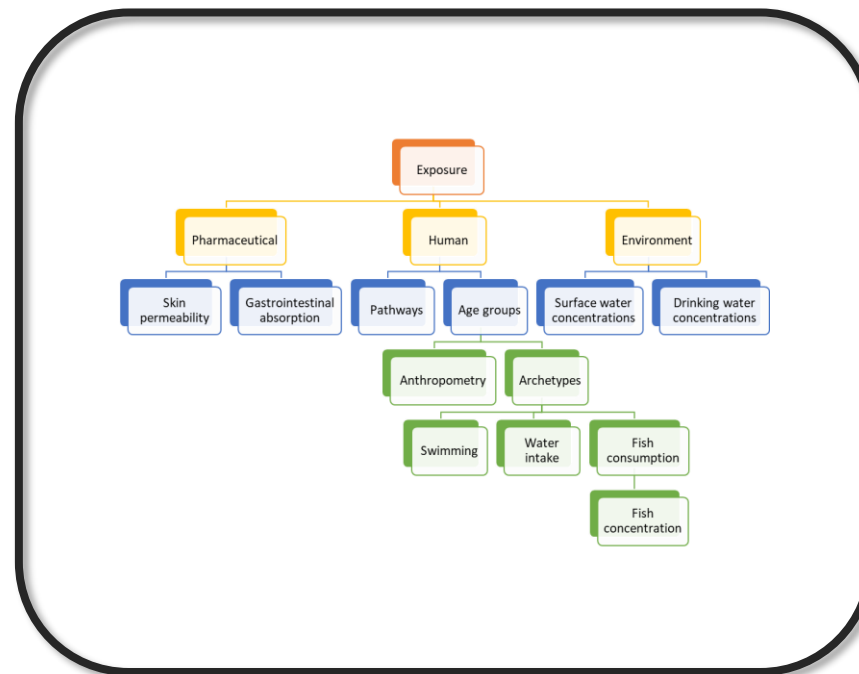 Exposure
Pharmaceutical
Human
Environment
Skin
permeability
Gastrointestinal
absorption
Pathways
Age groups
Surface water
concentrations
Drinking water
concentrations
Anthropometry
Archetypes
Swimming
Water
intake
Fish
consumption
Fish
concentration